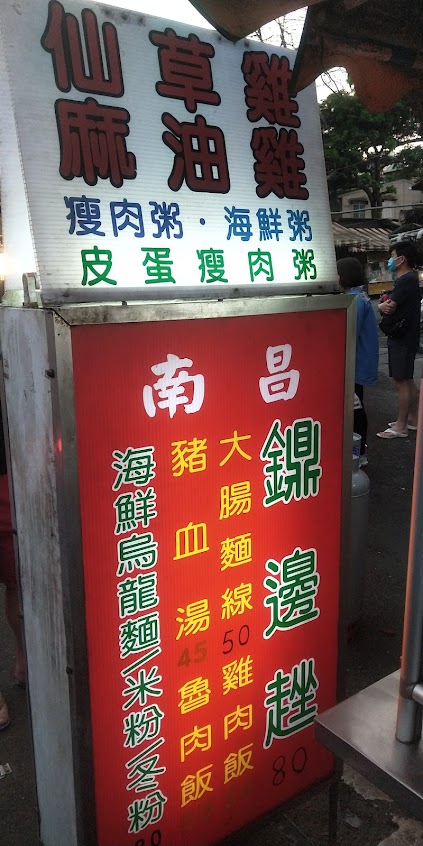 仙草雞
麻油雞
瘦肉粥・海鮮粥
皮蛋瘦肉粥
南昌
鐤邊趖 80
大腸麵線 50 雞肉飯
豬血湯 45 魯肉飯
海鮮烏龍麵/米粉/冬粉